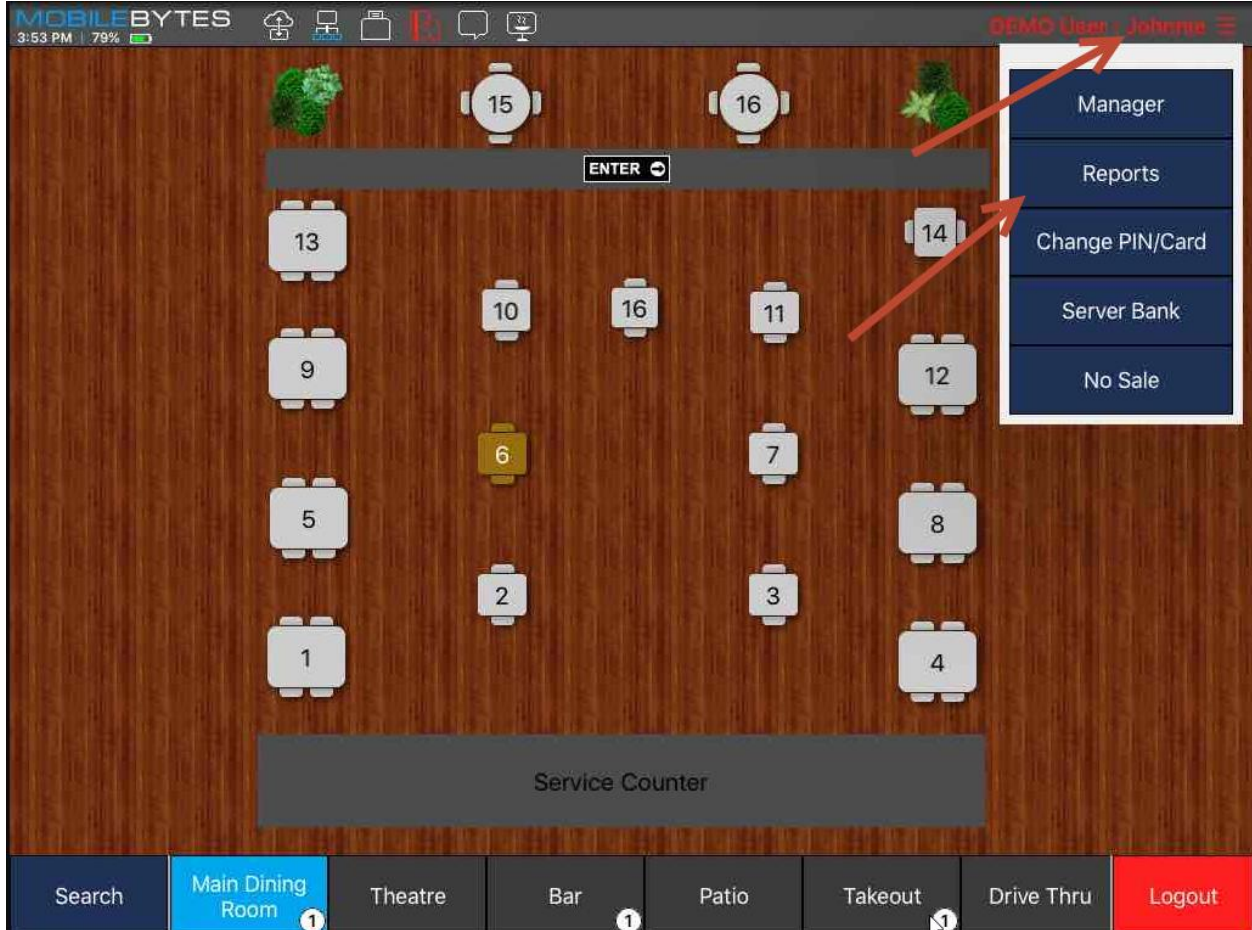 MOBILEBYTES
3:53 PM | 79%
DEMO User - Johnnie
Manager
Reports
Change PIN/Card
Server Bank
No Sale
15
16
ENTER
13
14
10
16
11
9
12
6
7
5
8
2
3
1
4
Service Counter
Search
Main Dining
Room
1
Theatre
Bar
1
Patio
Takeout
1
Drive Thru
Logout